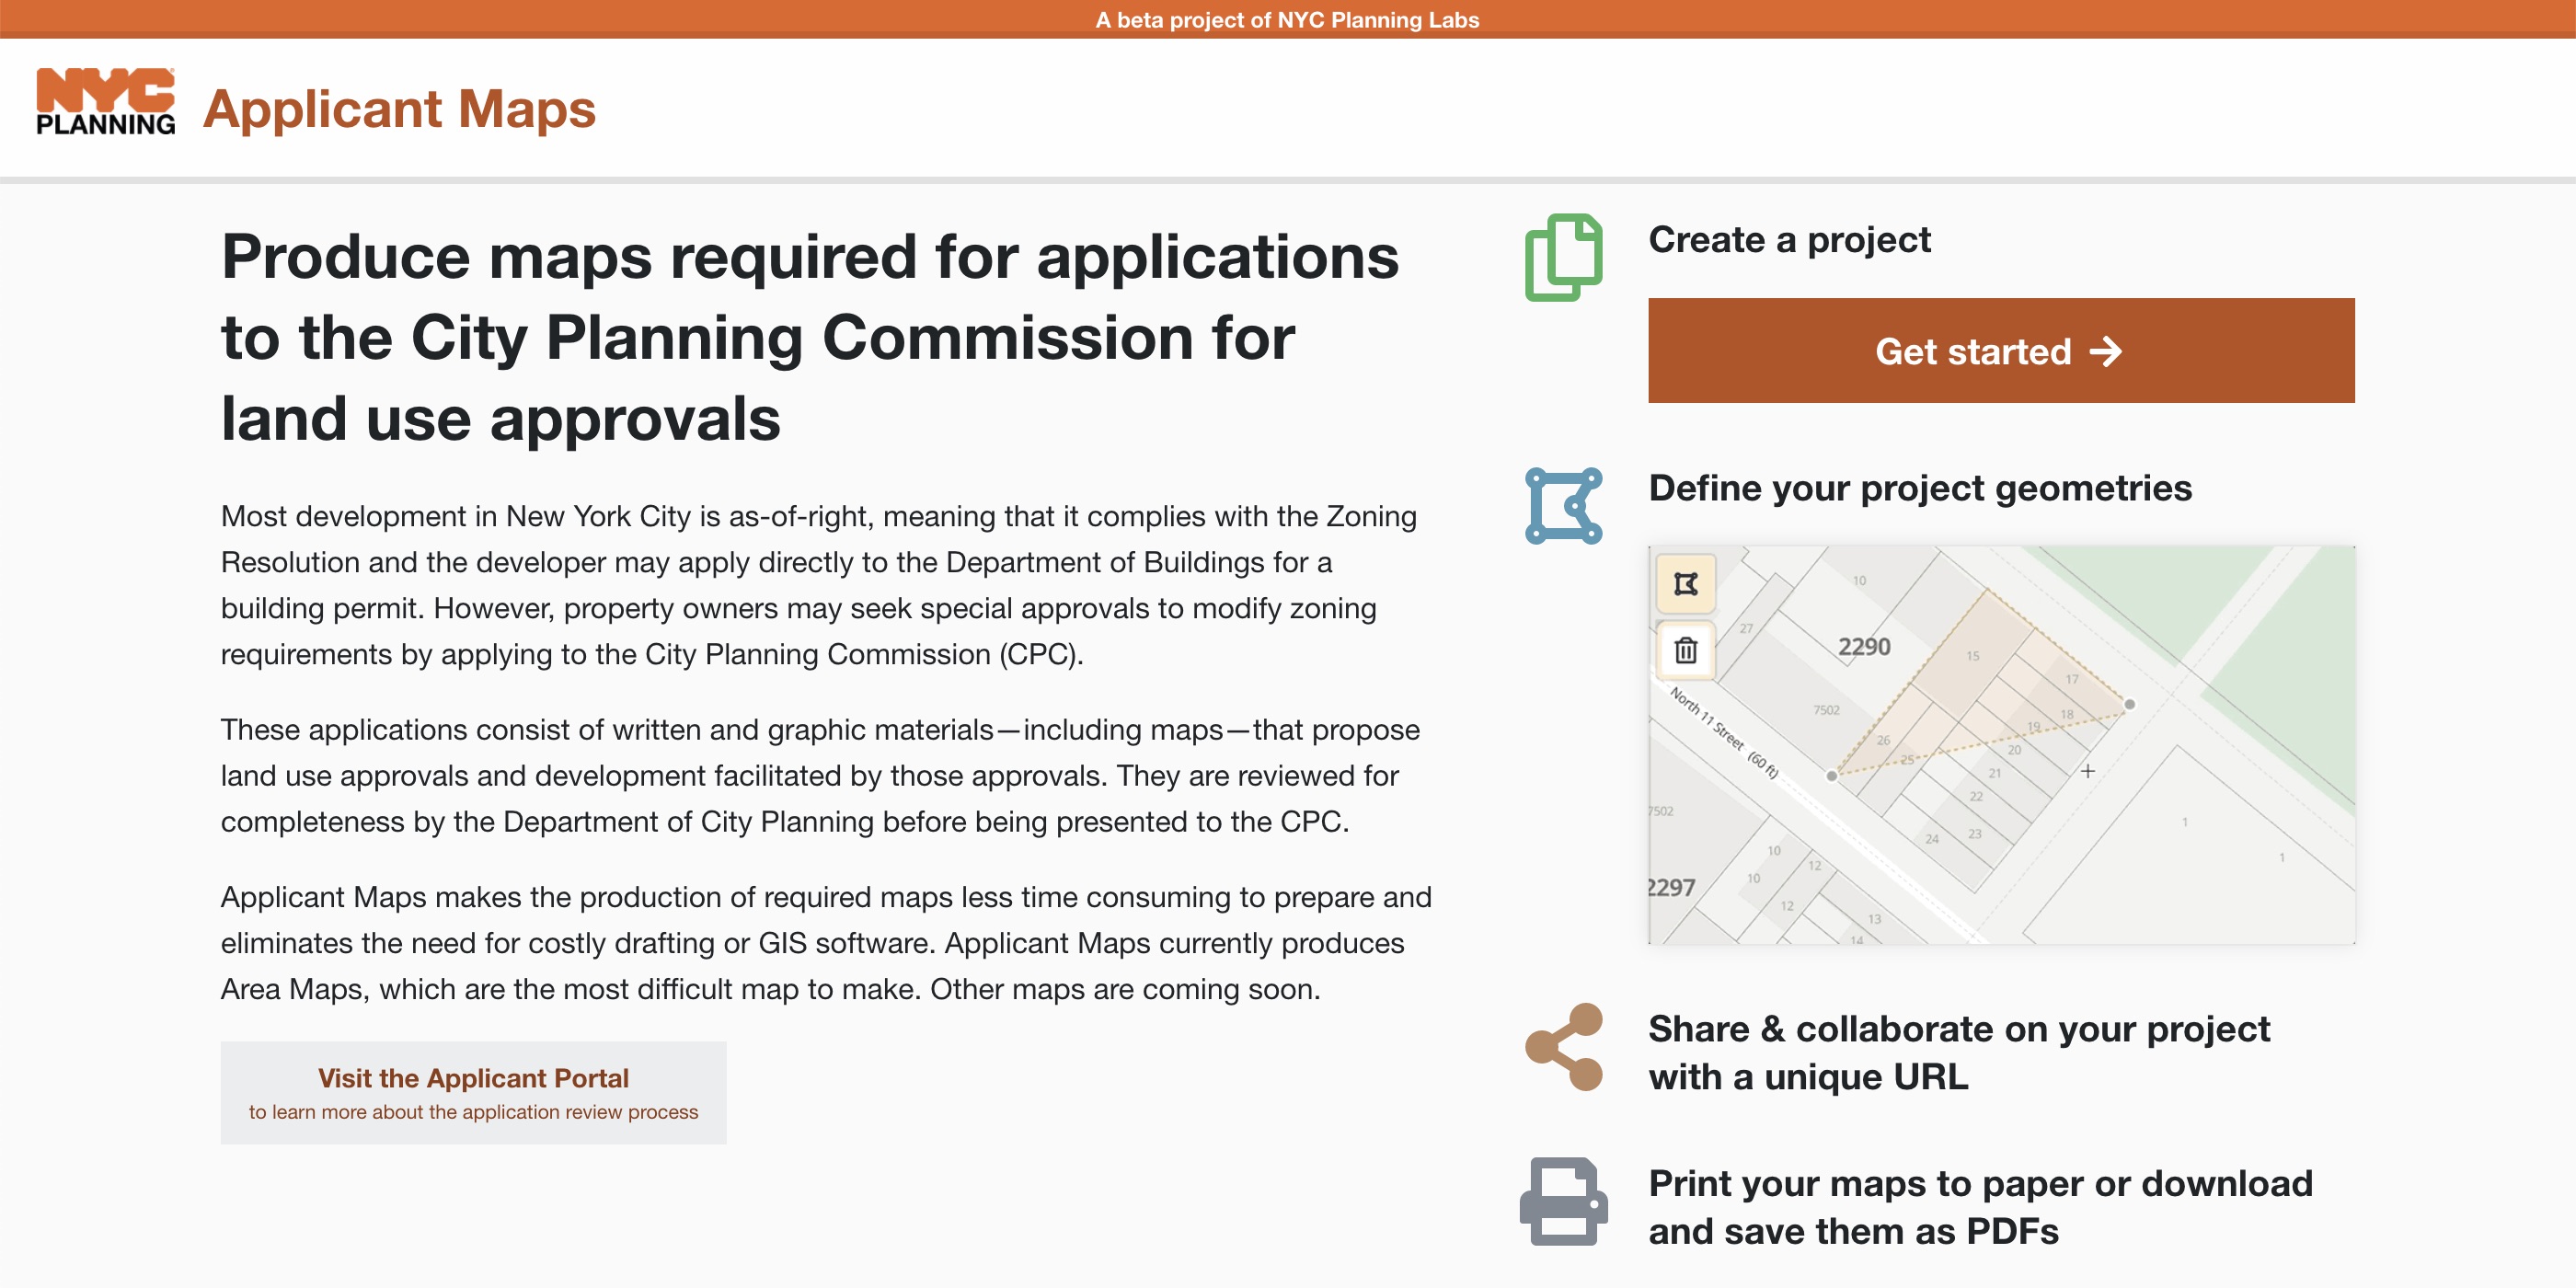 A beta project of NYC Planning Labs
NYC
PLANNING
Applicant Maps
Produce maps required for applications
to the City Planning Commission for
land use approvals
Most development in New York City is as-of-right, meaning that it complies with the Zoning
Resolution and the developer may apply directly to the Department of Buildings for a
building permit. However, property owners may seek special approvals to modify zoning
requirements by applying to the City Planning Commission (CPC).
These applications consist of written and graphic materials—including maps—that propose
land use approvals and development facilitated by those approvals. They are reviewed for
completeness by the Department of City Planning before being presented to the CPC.
Applicant Maps makes the production of required maps less time consuming to prepare and
eliminates the need for costly drafting or GIS software. Applicant Maps currently produces
Area Maps, which are the most difficult map to make. Other maps are coming soon.
Visit the Applicant Portal
to learn more about the application review process
Create a project
Get started
Define your project geometries
10
27
2290
15
17
7502
18
19
26
20
25
21
North 11 Street (60 ft)
22
7502
1
23
24
10
1
12
10
2297
12
13
14
Share & collaborate on your project
with a unique URL
Print your maps to paper or download
and save them as PDFs